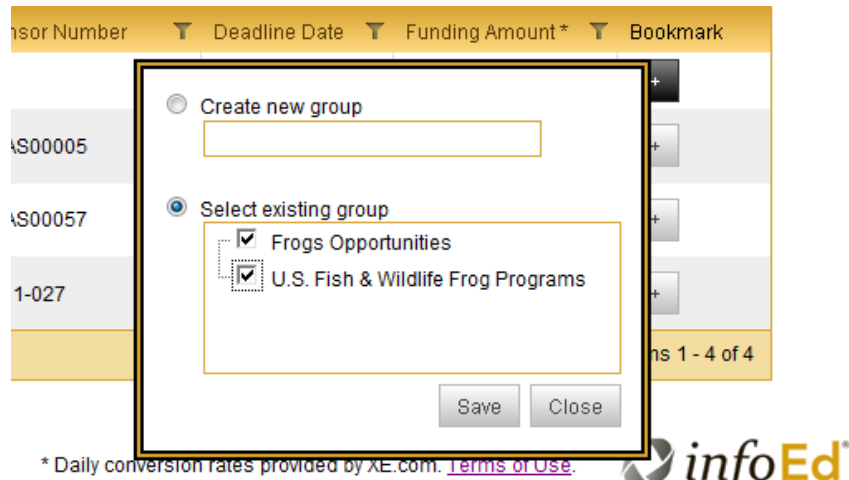 nsor Number Deadline Date Funding Amount * Bookmark
+
Create new group
AS00005 +
Select existing group
AS00057 +
Frogs Opportunities
U.S. Fish & Wildlife Frog Programs
1-027 +
ns 1 - 4 of 4
Save Close
* Daily conversion rates provided by XE.com. Terms of Use.
infoEd